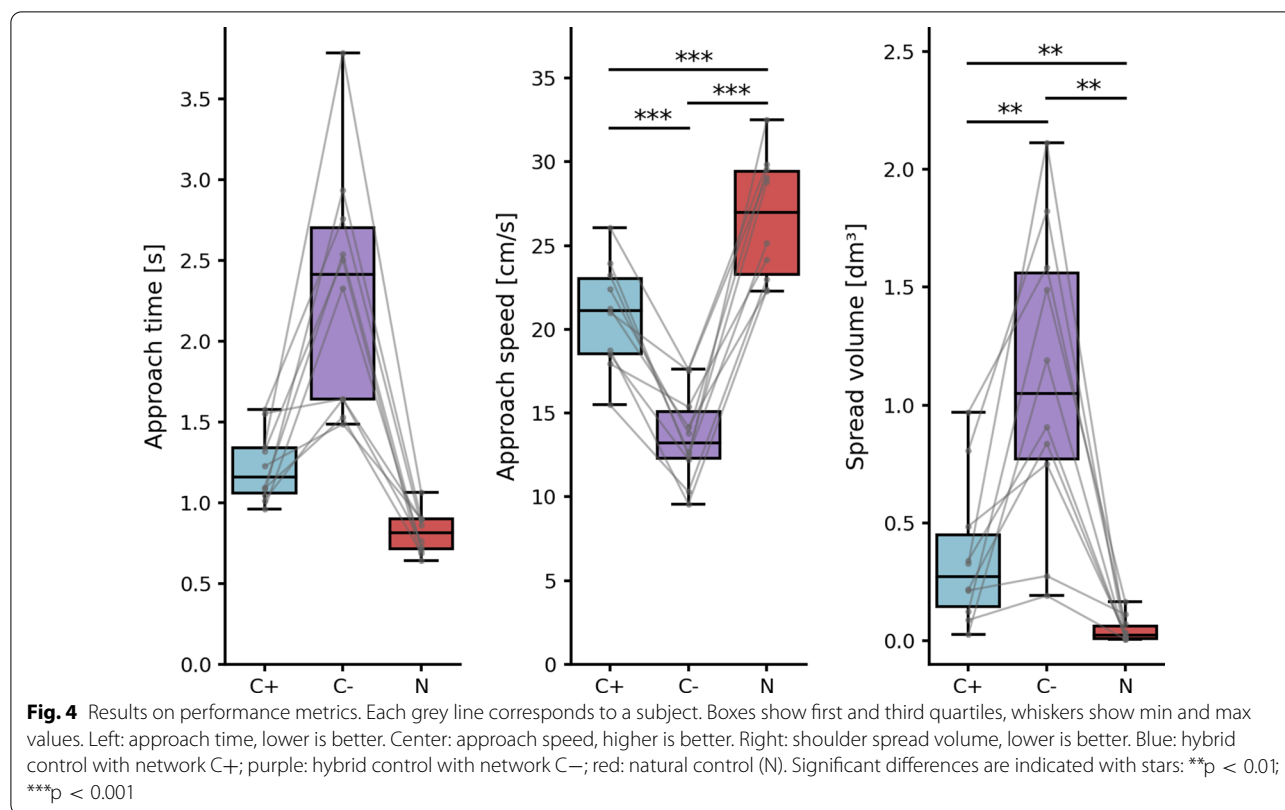 Approach time [s]
3.5
3.0
2.5
2.0
1.5
1.0
0.5
0.0
C+ C- N
Approach speed [cm/s]
35
30
25
20
15
10
5
0
***
***
***
C+ C- N
Spread volume [dm³]
2.5
2.0
1.5
1.0
0.5
0.0
**
**
**
C+ C- N
Fig. 4 Results on performance metrics. Each grey line corresponds to a subject. Boxes show first and third quartiles, whiskers show min and max
values. Left: approach time, lower is better. Center: approach speed, higher is better. Right: shoulder spread volume, lower is better. Blue: hybrid
control with network C+; purple: hybrid control with network C−; red: natural control (N). Significant differences are indicated with stars: **p < 0.01;
***p < 0.001